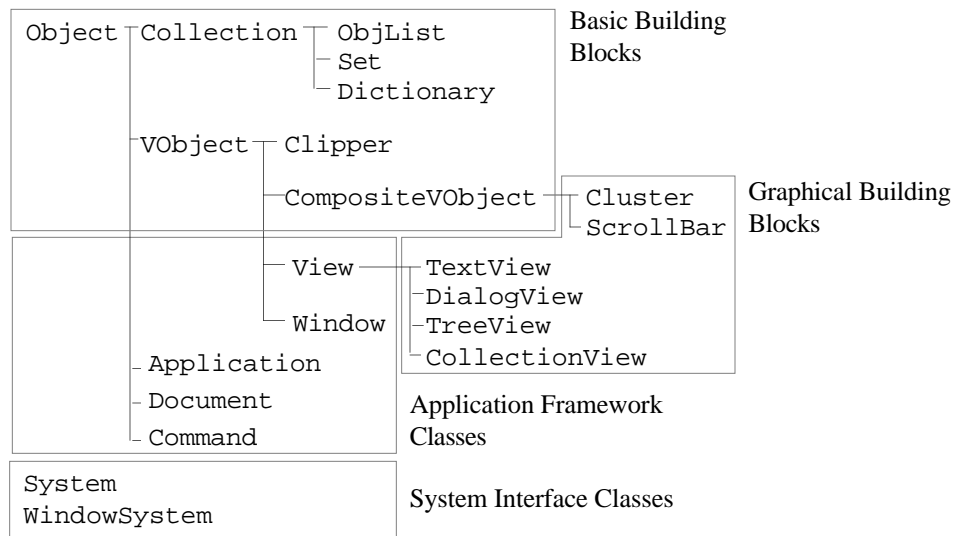 Object Collection ObjList
Set
Dictionary
Basic Building
Blocks
VObject Clipper
CompositeVObject Cluster
ScrollBar
Graphical Building
Blocks
View TextView
DialogView
TreeView
Window
CollectionView
Application
Document
Command
Application Framework
Classes
System
WindowSystem
System Interface Classes